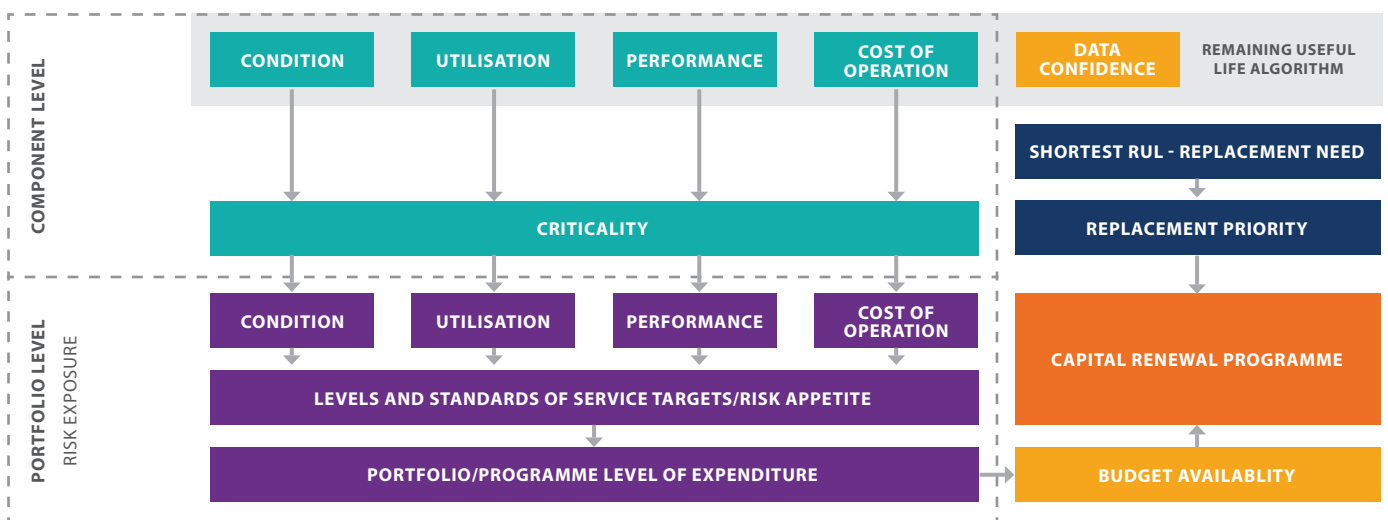 COMPONENT LEVEL
CONDITION
UTILISATION
PERFORMANCE
COST OF
OPERATION
DATA
CONFIDENCE
REMAINING USEFUL
LIFE ALGORITHM
SHORTEST RUL - REPLACEMENT NEED
CRITICALITY
REPLACEMENT PRIORITY
PORTFOLIO LEVEL
RISK EXPOSURE
CONDITION
UTILISATION
PERFORMANCE
COST OF
OPERATION
CAPITAL RENEWAL PROGRAMME
LEVELS AND STANDARDS OF SERVICE TARGETS/RISK APPETITE
PORTFOLIO/PROGRAMME LEVEL OF EXPENDITURE
BUDGET AVAILABLITY